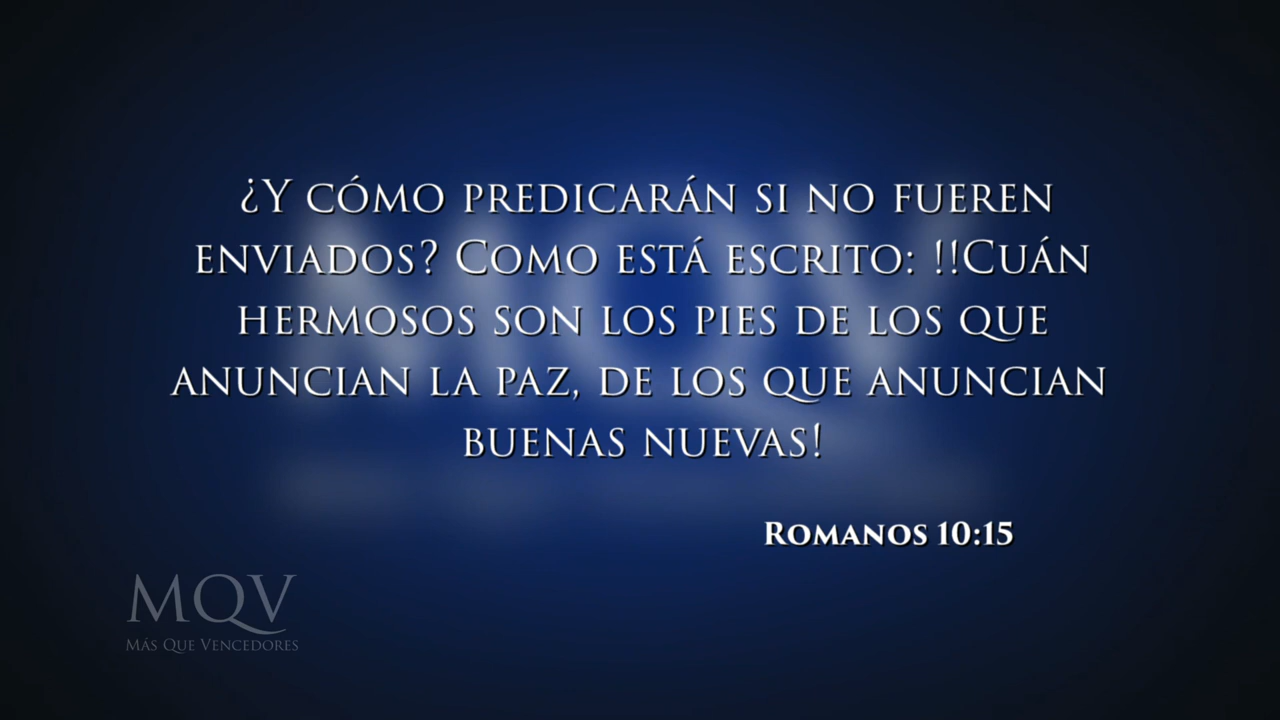 ¿Y cómo predicarán si no fueren
enviados? Como está escrito: !!Cuán
hermosos son los pies de los que
anuncian la paz, de los que anuncian
buenas nuevas!
Romanos 10:15
MQV
Más Que Vencedores